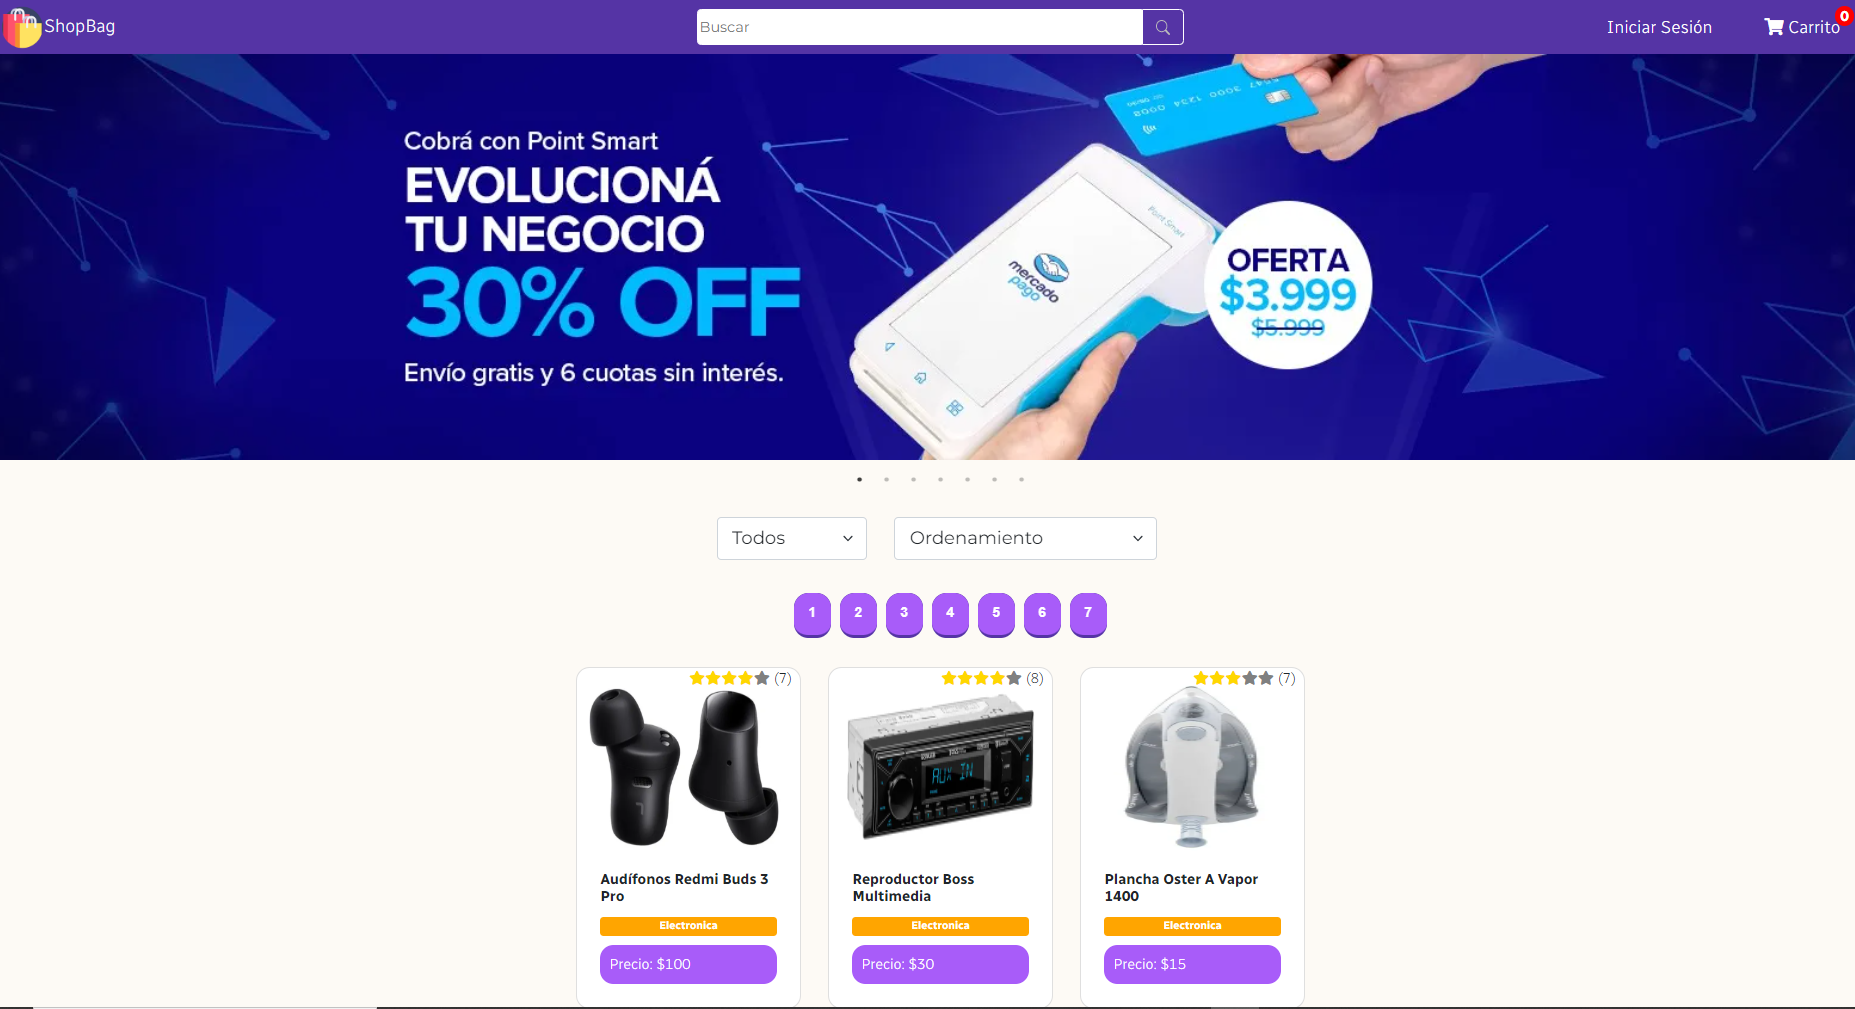 ShopBag
Buscar
Iniciar Sesión
Carrito
0
Cobrá con Point Smart
EVOLUCIONÁ
TU NEGOCIO
30% OFF
Envío gratis y 6 cuotas sin interés.
Point Smart
mercado
pago
OFERTA
$3.999
$5.999
Todos
Ordenamiento
1 2 3 4 5 6 7
(7)
AUX IN
Audífonos Redmi Buds 3
Pro
Electronica
Precio: $100
(8)
Reproductor Boss
Multimedia
Electronica
Precio: $30
(7)
Plancha Oster A Vapor
1400
Electronica
Precio: $15